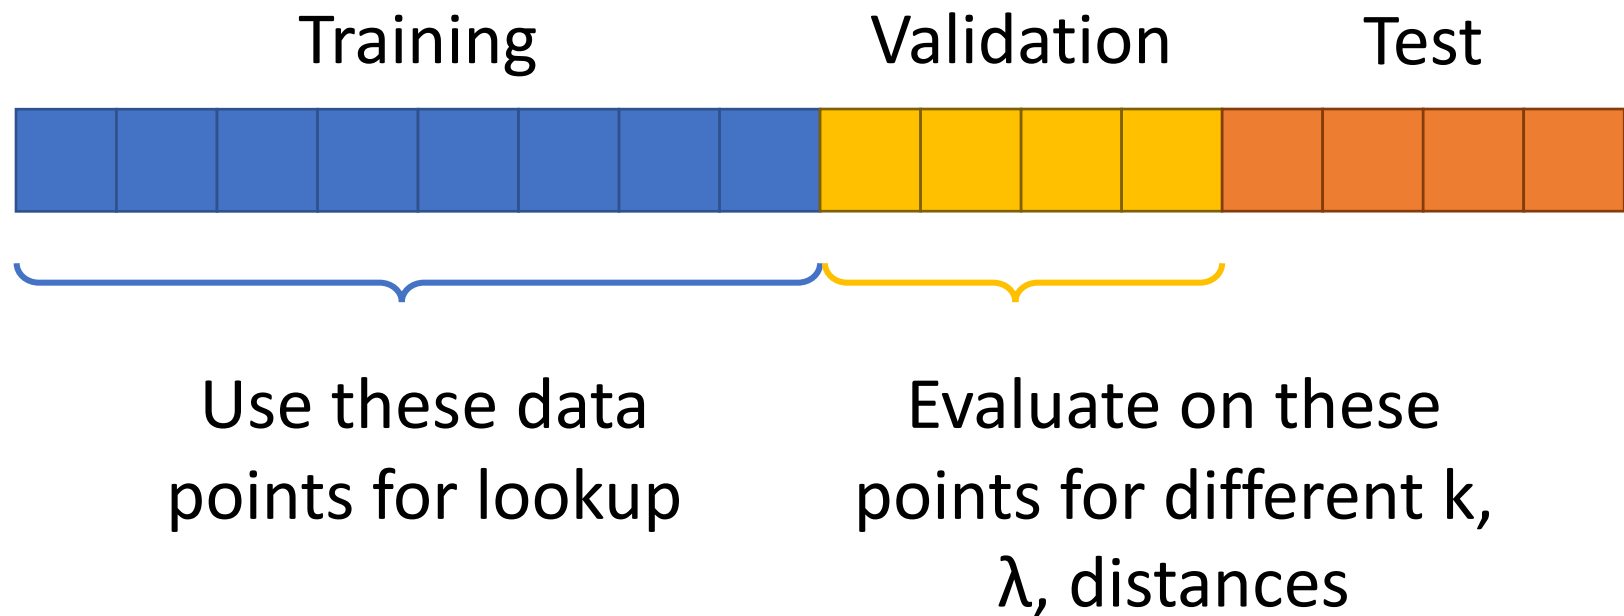 Training
Validation
Test
Use these data
points for lookup
Evaluate on these
points for different k,
λ, distances